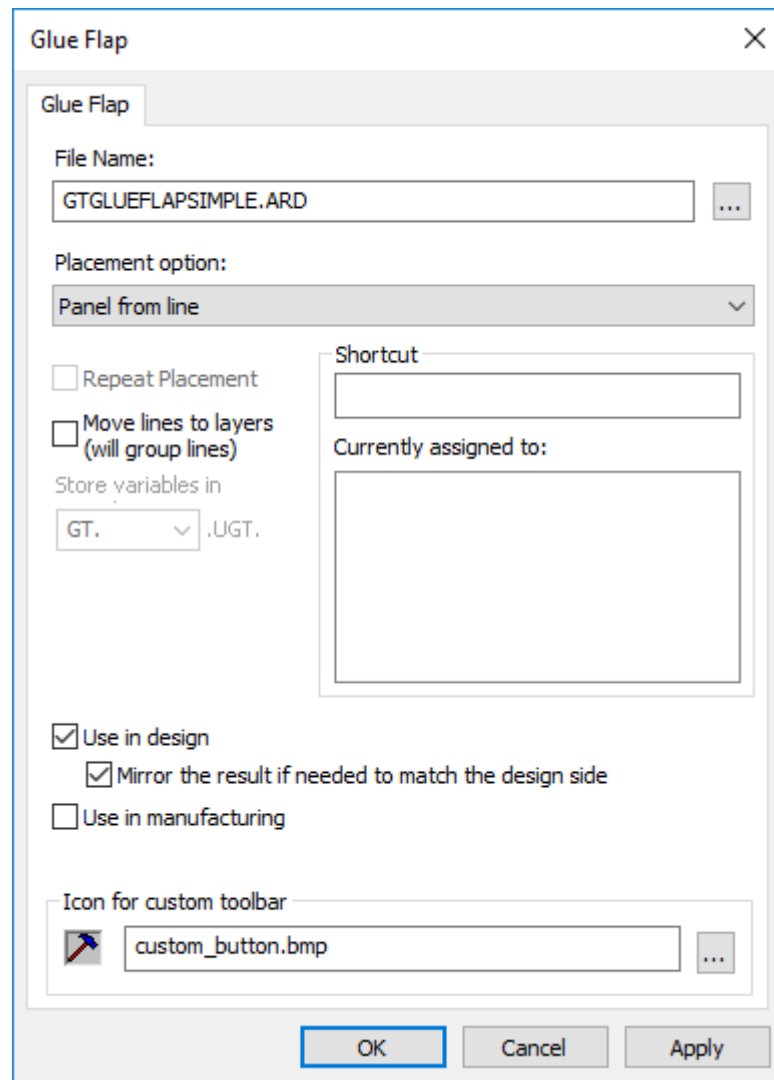 Glue Flap
Glue Flap
File Name:
GTGLUEFLAPSIMPLE.ARD
...
Placement option:
Panel from line
Repeat Placement
Move lines to layers
(will group lines)
Store variables in
GT.
.UGT.
Shortcut
Currently assigned to:
Use in design
Mirror the result if needed to match the design side
Use in manufacturing
Icon for custom toolbar
custom_button.bmp
...
OK
Cancel
Apply